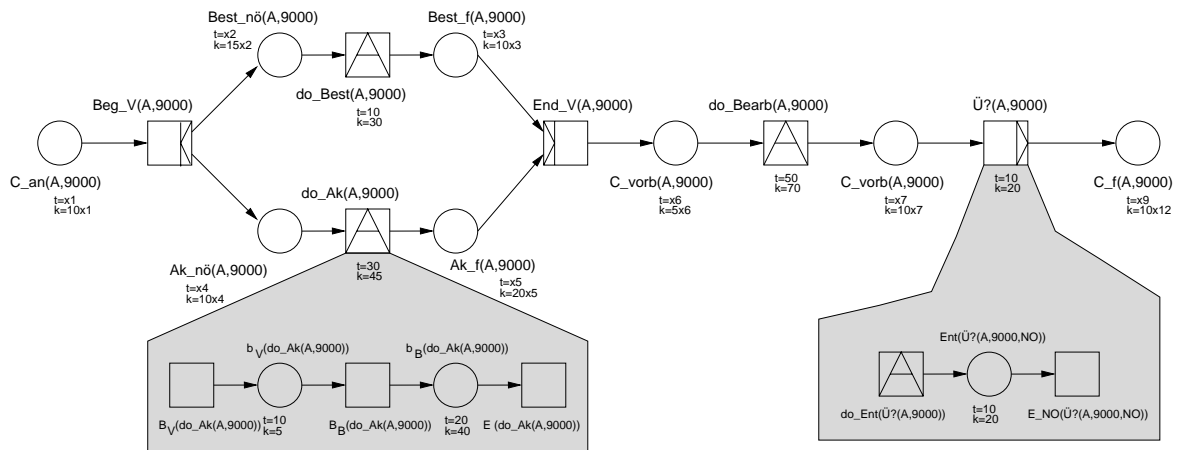 Best_nö(A,9000)
t=x2
k=15x2
Best_f(A,9000)
t=x3
k=10x3
do_Best(A,9000)
t=10
k=30
Beg_V(A,9000)
End_V(A,9000)
do_Bearb(A,9000)
Ü?(A,9000)
C_an(A,9000)
t=x1
k=10x1
C_vorb(A,9000)
t=x6
k=5x6
t=50
k=70
C_vorb(A,9000)
t=x7
k=10x7
t=10
k=20
C_f(A,9000)
t=x9
k=10x12
do_Ak(A,9000)
Ak_nö(A,9000)
t=x4
k=10x4
t=30
k=45
Ak_f(A,9000)
t=x5
k=20x5
b_V(do_Ak(A,9000))
b_B(do_Ak(A,9000))
B_V(do_Ak(A,9000))
t=10
k=5
B_B(do_Ak(A,9000))
t=20
k=40
E (do_Ak(A,9000))
Ent(Ü?(A,9000,NO))
do_Ent(Ü?(A,9000))
t=10
k=20
E_NO(Ü?(A,9000,NO))